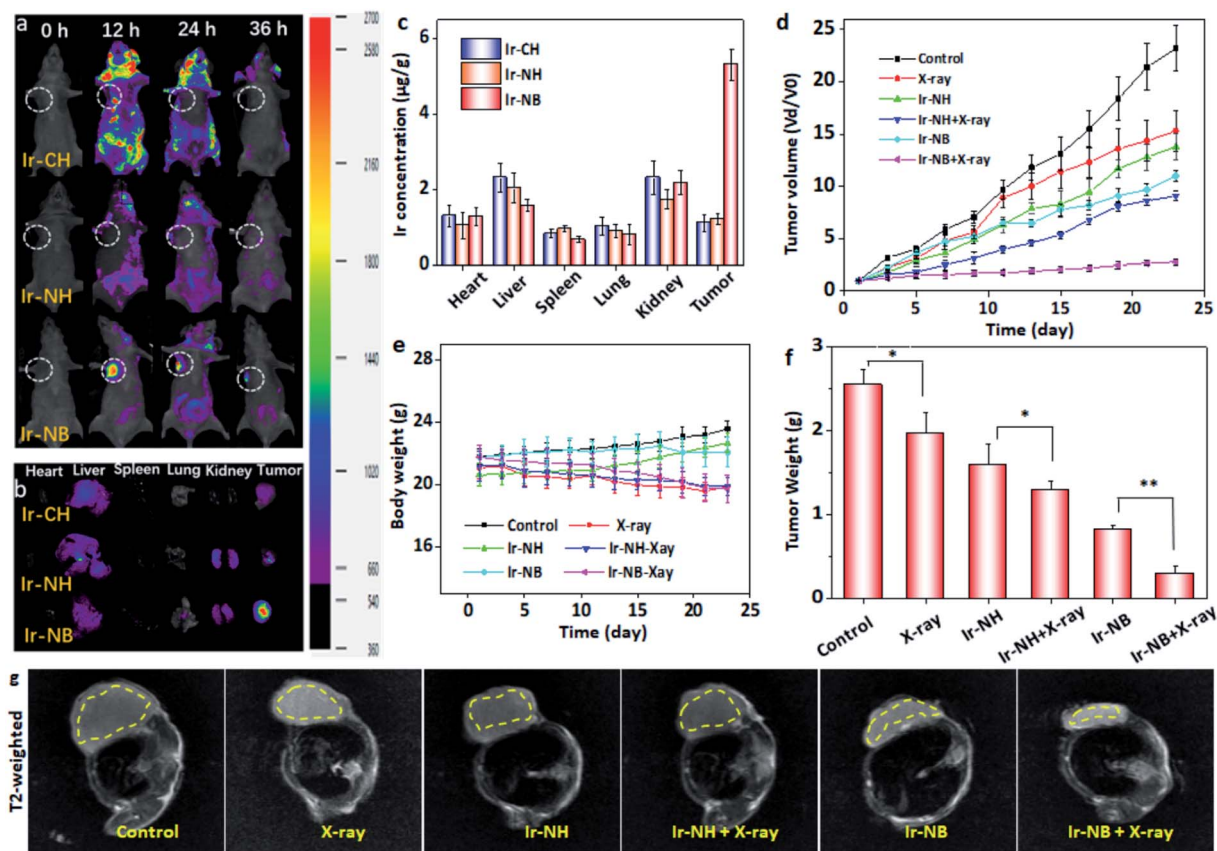 a
0 h 12 h 24 h 36 h
Ir-CH
Ir-NH
Ir-NB
2700
2580
2160
1800
1440
1020
660
540
360
b
Heart Liver Spleen Lung Kidney Tumor
Ir-CH
Ir-NH
Ir-NB
c
Ir-CH
Ir-NH
Ir-NB
Ir concentration (µg/g)
6
4
2
0
Heart Liver Spleen Lung Kidney Tumor
d
Control
X-ray
Ir-NH
Ir-NH+X-ray
Ir-NB
Ir-NB+X-ray
Tumor volume (Vd/V0)
25
20
15
10
5
0
0 5 10 15 20 25
Time (day)
e
Body weight (g)
28
24
20
16
Control X-ray
Ir-NH Ir-NH-Xay
Ir-NB Ir-NB-Xay
0 5 10 15 20 25
Time (day)
f
Tumor Weight (g)
3
2
1
0
*
*
**
Control X-ray Ir-NH Ir-NH+X-ray Ir-NB Ir-NB+X-ray
T2-weighted
Control X-ray Ir-NH Ir-NH + X-ray Ir-NB Ir-NB + X-ray